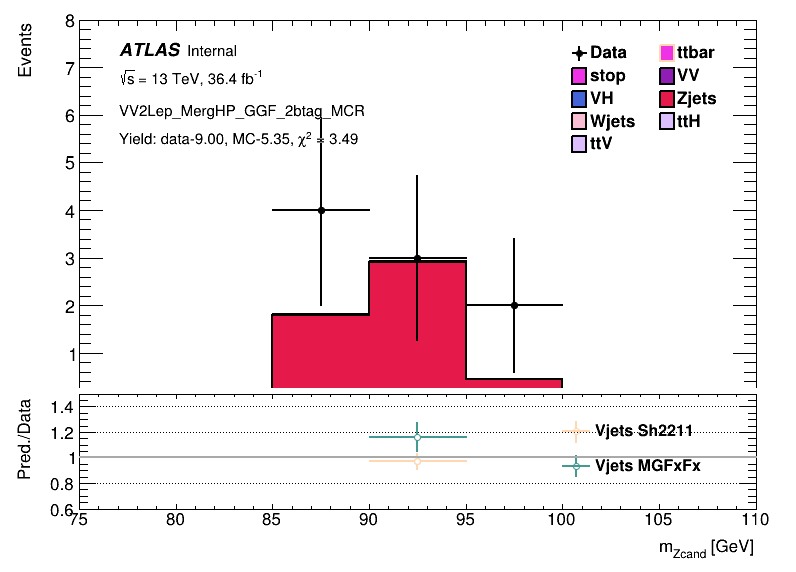 Events
8
7
6
5
4
3
2
1
ATLAS Internal
√s = 13 TeV, 36.4 fb⁻¹
VV2Lep_MergHP_GGF_2btag_MCR
Yield: data-9.00, MC-5.35, χ² = 3.49
Data
ttbar
stop
VV
VH
Zjets
Wjets
ttH
ttV
Pred./Data
1.4
1.2
1
0.8
0.6
Vjets Sh2211
Vjets MGFxFx
75 80 85 90 95 100 105 110
m_Zcand [GeV]